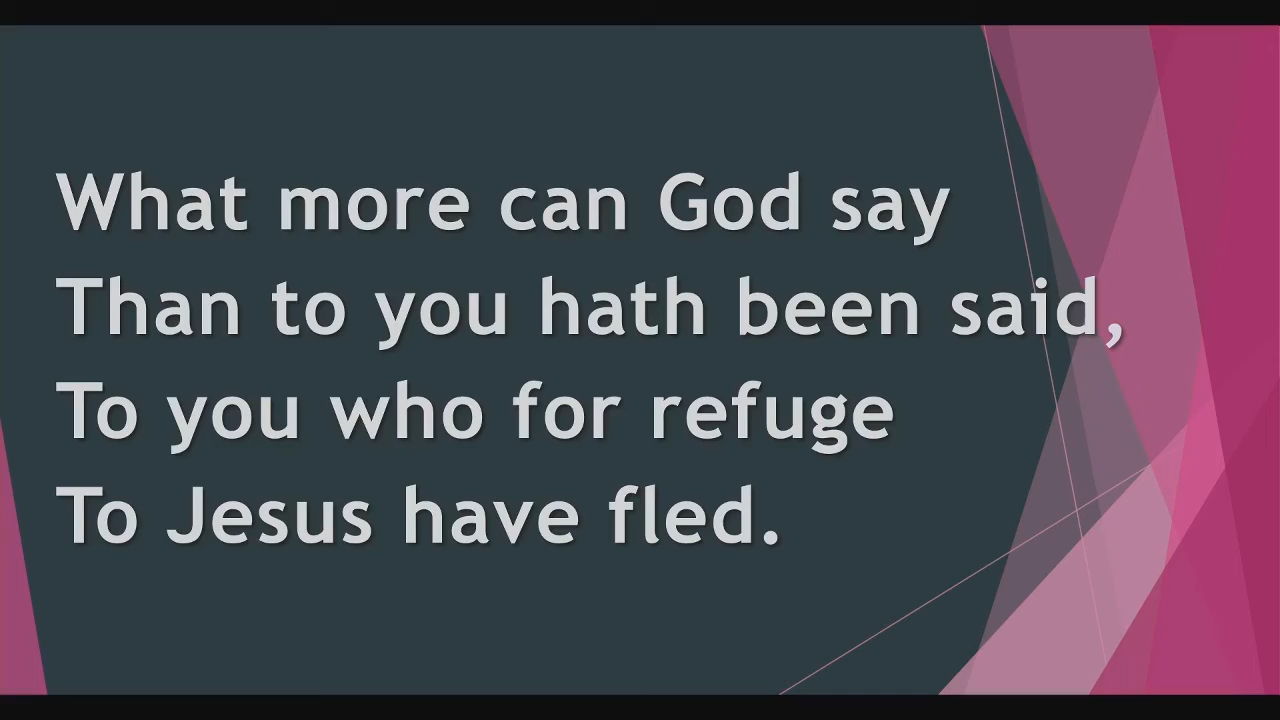 What more can God say
Than to you hath been said,
To you who for refuge
To Jesus have fled.